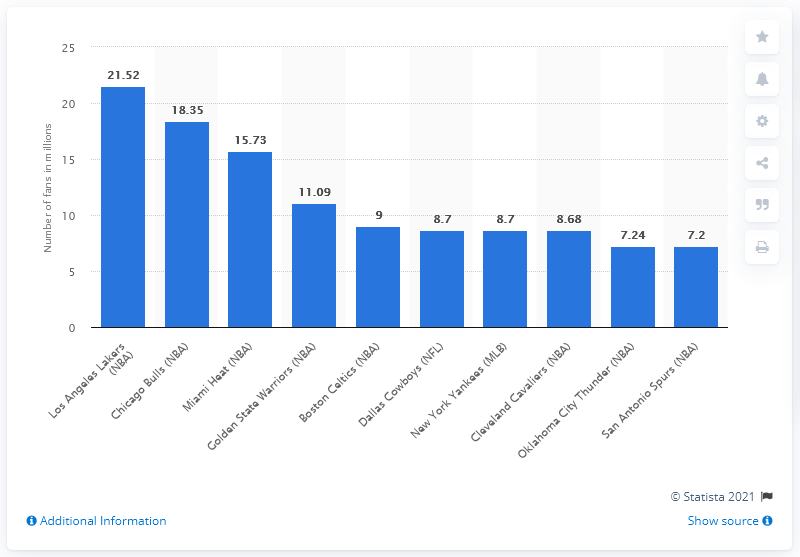 Number of fans in millions
25
20
15
10
5
0
21.52
18.35
15.73
11.09
9
8.7
8.7
8.68
7.24
7.2
Los Angeles Lakers
(NBA)
Chicago Bulls (NBA)
Miami Heat (NBA)
Golden State Warriors (NBA)
Boston Celtics (NBA)
Dallas Cowboys (NFL)
New York Yankees (MLB)
Cleveland Cavaliers (NBA)
Oklahoma City Thunder (NBA)
San Antonio Spurs (NBA)
© Statista 2021
Additional Information
Show source